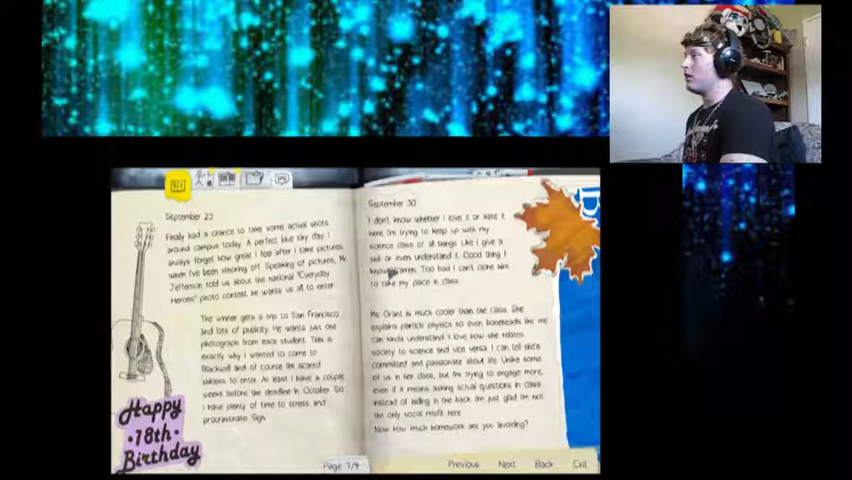 September 23
Finally had a chance to take some actual shots
around campus today. A perfect blue sky day. I
always forget how great I feel after I take pictures
when I've been slacking off. Speaking of pictures, Mr.
Jefferson told us about the national "Everyday
Heroes" photo contest he wants us all to enter.
The winner gets a trip to San Francisco
and lots of publicity. He wants just one
photograph from each student. This is
exactly why I wanted to come to
Blackwell and of course I'm scared
to enter. At least I have a couple
weeks before the deadline in October. So
I have plenty of time to stress and
procrastinate. Sigh.
Happy
18th
Birthday
Page 7/9
September 30
I don't know whether I love it or hate it
here. I'm trying to keep up with my
science class of all things. Like I give a
or even understand it. Good thing I
know Warren. Too bad I can't clone him
to take my place in class.
Ms. Grant is much cooler than the class. She
explains particle physics so even boneheads like me
can kinda understand. I love how she relates
society to science and vice versa. I can tell she's
committed and passionate about life. Unlike some
of us in her class, but I'm trying to engage more,
even if it means asking actual questions in class
instead of hiding in the back. I'm just glad I'm not
the only social misfit here.
Now how much homework are you avoiding?
Previous Next Back Exit